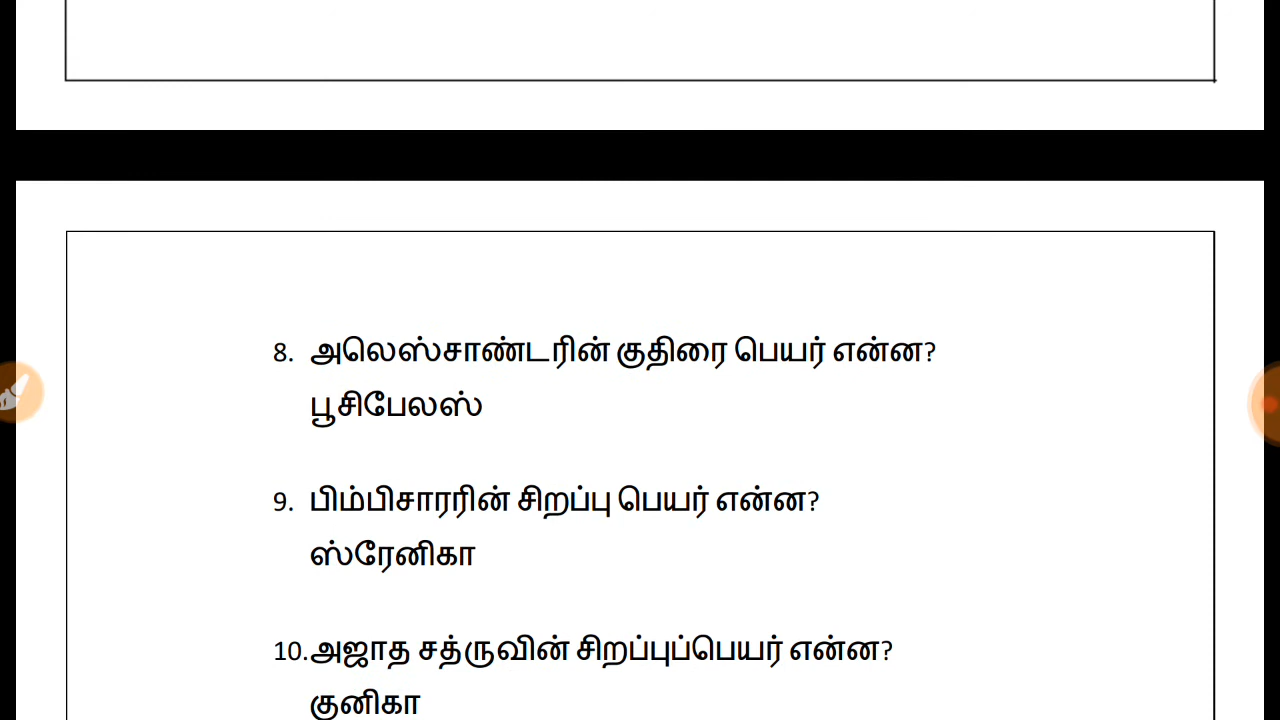 8. அலெஸ்சாண்டரின் குதிரை பெயர் என்ன?
பூசிபேலஸ்
9. பிம்பிசாரரின் சிறப்பு பெயர் என்ன?
ஸ்ரேனிகா
10.அஜாத சத்ருவின் சிறப்புப்பெயர் என்ன?
குனிகா